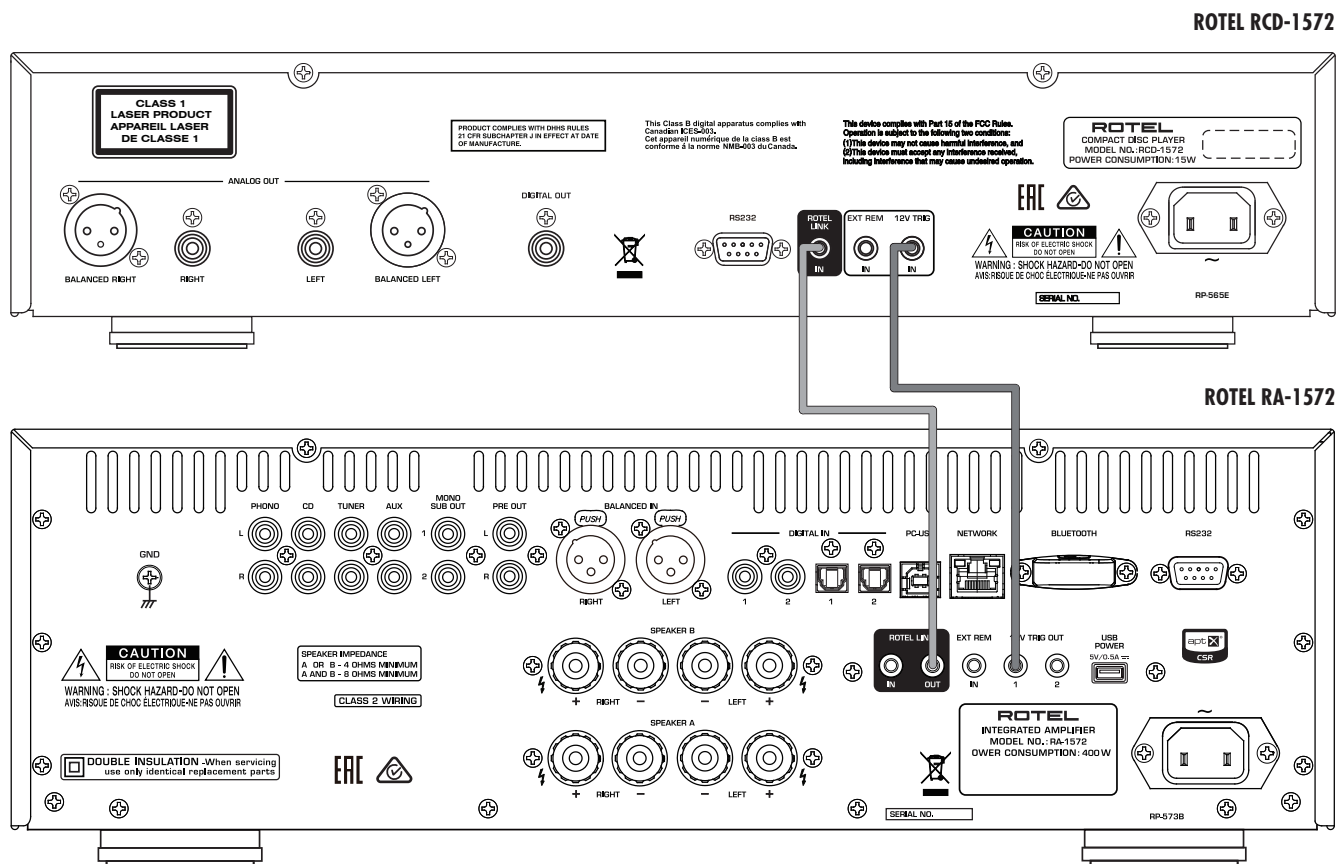 ROTEL RCD-1572
CLASS 1
LASER PRODUCT
APPAREIL LASER
DE CLASSE 1
PRODUCT COMPLIES WITH DHHS RULES
21 CFR SUBCHAPTER J IN EFFECT AT DATE
OF MANUFACTURE.
This Class B digital apparatus complies with
Canadian ICES-003.
Cet appareil numérique de la class B est
conforme à la norme NMB-003 du Canada.
This device complies with Part 15 of the FCC Rules.
Operation is subject to the following two conditions:
(1)This device may not cause harmful interference, and
(2)This device must accept any interference received,
including interference that may cause undesired operation.
ROTEL
COMPACT DISC PLAYER
MODEL NO.:RCD-1572
POWER CONSUMPTION:15W
ANALOG OUT
BALANCED RIGHT
RIGHT
LEFT
BALANCED LEFT
DIGITAL OUT
RS232
ROTEL
LINK
IN
EXT REM
IN
12V TRIG
IN
EAC
CAUTION
RISK OF ELECTRIC SHOCK
DO NOT OPEN
WARNING : SHOCK HAZARD-DO NOT OPEN
AVIS:RISQUE DE CHOC ÉLECTRIQUE-NE PAS OUVRIR
SERIAL NO.
RP-565E
ROTEL RA-1572
GND
PHONO
CD
TUNER
AUX
MONO
SUB OUT
PRE OUT
L
R
1
2
L
R
BALANCED IN
PUSH
PUSH
RIGHT
LEFT
DIGITAL IN
1
2
1
2
PC-US
NETWORK
BLUETOOTH
RS232
CAUTION
RISK OF ELECTRIC SHOCK
DO NOT OPEN
WARNING : SHOCK HAZARD-DO NOT OPEN
AVIS:RISQUE DE CHOC ÉLECTRIQUE-NE PAS OUVRIR
SPEAKER IMPEDANCE
A OR B - 4 OHMS MINIMUM
A AND B - 8 OHMS MINIMUM
CLASS 2 WIRING
SPEAKER B
+ RIGHT - - LEFT +
SPEAKER A
+ RIGHT - - LEFT +
ROTEL LIN
IN
OUT
EXT REM
IN
V TRIG OUT
1
2
USB
POWER
5V/0.5A
aptX
CSR
DOUBLE INSULATION -When servicing
use only identical replacement parts
EAC
ROTEL
INTEGRATED AMPLIFIER
MODEL NO.:RA-1572
OWER CONSUMPTION:400W
SERIAL NO.
RP-573B